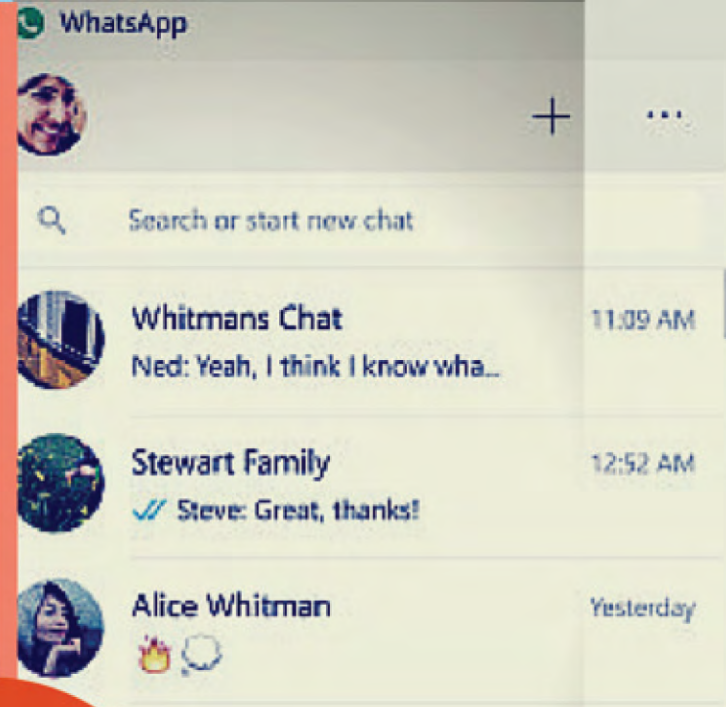 WhatsApp
Search or start new chat
Whitmans Chat 11:09 AM
Ned: Yeah, I think I know wha...
Stewart Family 12:52 AM
Steve: Great, thanks!
Alice Whitman Yesterday
🔥💭